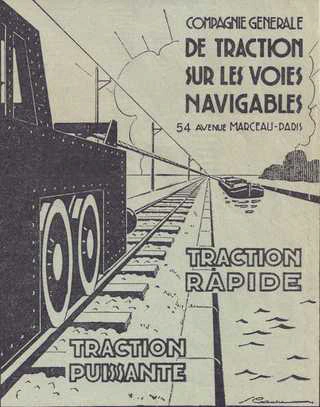 COMPAGNIE GENERALE
DE TRACTION
SUR LES VOIES
NAVIGABLES
54 AVENUE MARCEAU-PARIS
TRACTION
RAPIDE
TRACTION
PUISSANTE